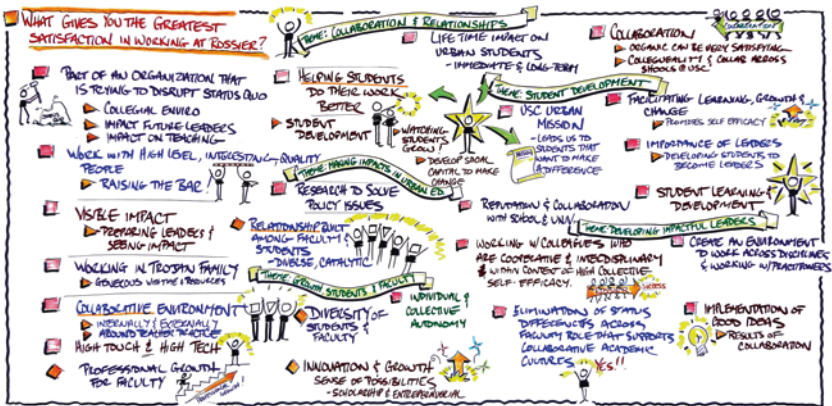 WHAT GIVES YOU THE GREATEST
SATISFACTION IN WORKING AT ROSSIER?
PART OF AN ORGANIZATION THAT
IS TRYING TO DISRUPT STATUS QUO
COLLEGIAL ENVIRO
IMPACT FUTURE LEADERS
IMPACT ON TEACHING
WORK WITH HIGH LEVEL, INTERESTING, QUALITY
PEOPLE
RAISING THE BAR!
VISIBLE IMPACT
PREPARING LEADERS &
SEEING IMPACT
WORKING IN TROJAN FAMILY
GENEROUS W/TIME & RESOURCES
COLLABORATIVE ENVIRONMENT
INTERNALLY & EXTERNALLY
AROUND TEACHER PRACTICES
HIGH TOUCH & HIGH TECH
PROFESSIONAL GROWTH
FOR FACULTY
THEME: COLLABORATION & RELATIONSHIPS
HELPING STUDENTS
DO THEIR WORK
BETTER
STUDENT
DEVELOPMENT
WATCHING
STUDENTS
GROW!
THEME: MAKING IMPACTS IN URBAN ED.
RESEARCH TO SOLVE
POLICY ISSUES
RELATIONSHIP BUILT
AMONG FACULTY &
STUDENTS
- DIVERSE, CATALYTIC
THEME: GROWTH STUDENTS & FACULTY
DIVERSITY OF
STUDENTS &
FACULTY
INDIVIDUAL &
COLLECTIVE
AUTONOMY
INNOVATION & GROWTH
SENSE OF POSSIBILITIES
- SCHOLARSHIP & ENTREPRENEURIAL
LIFE TIME IMPACT ON
URBAN STUDENTS
- IMMEDIATE & LONG-TERM
THEME: STUDENT DEVELOPMENT
DEVELOP SOCIAL
CAPITAL TO MAKE
CHANGE
USC URBAN
MISSION
- LEADS US TO
STUDENTS THAT
WANT TO MAKE
A DIFFERENCE
REPUTATION & COLLABORATION
WITH SCHOOL & UNIV.
WORKING W/COLLEAGUES WHO
ARE COOPERATIVE & INTERDISCIPLINARY
& WITHIN CONTEXT OF HIGH COLLECTIVE
SELF-EFFICACY.
SUCCESS
ELIMINATION OF STATUS
DIFFERENCES ACROSS
FACULTY ROLE THAT SUPPORTS
COLLABORATIVE ACADEMIC
CULTURES
YES!!
COLLABORATION
ORGANIC CAN BE VERY SATISFYING
COLLEGUEALITY & COLLAB ACROSS
SHOOLS @ USC
FACILITATING LEARNING, GROWTH &
CHANGE
PROVIDES SELF EFFICACY
IMPORTANCE OF LEADERS
DEVELOPING STUDENTS TO
BECOME LEADERS
STUDENT LEARNING &
DEVELOPMENT
THEME: DEVELOPING IMPACTFUL LEADERS
CREATE AN ENVIRONMENT
TO WORK ACROSS DISCIPLINES
& WORKING W/PRACTITIONERS
IMPLEMENTATION OF
GOOD IDEAS
RESULTS OF
COLLABORATION